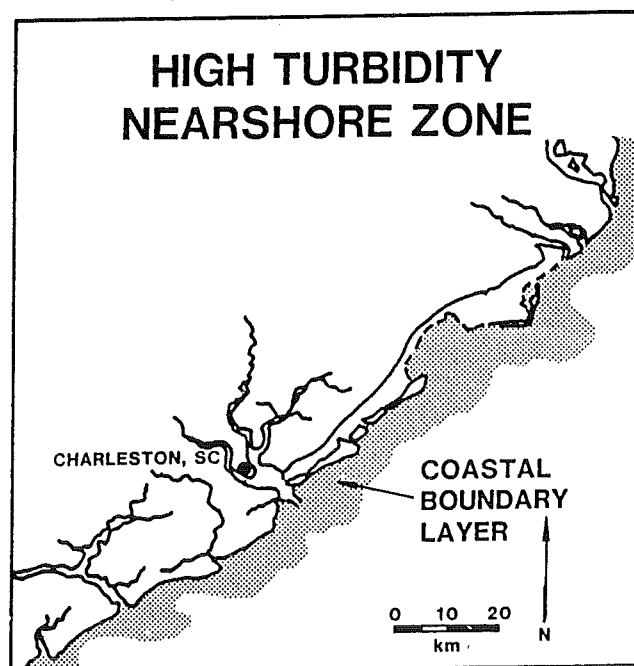 HIGH TURBIDITY
NEARSHORE ZONE
CHARLESTON, SC
COASTAL
BOUNDARY
LAYER
0 10 20
km
N